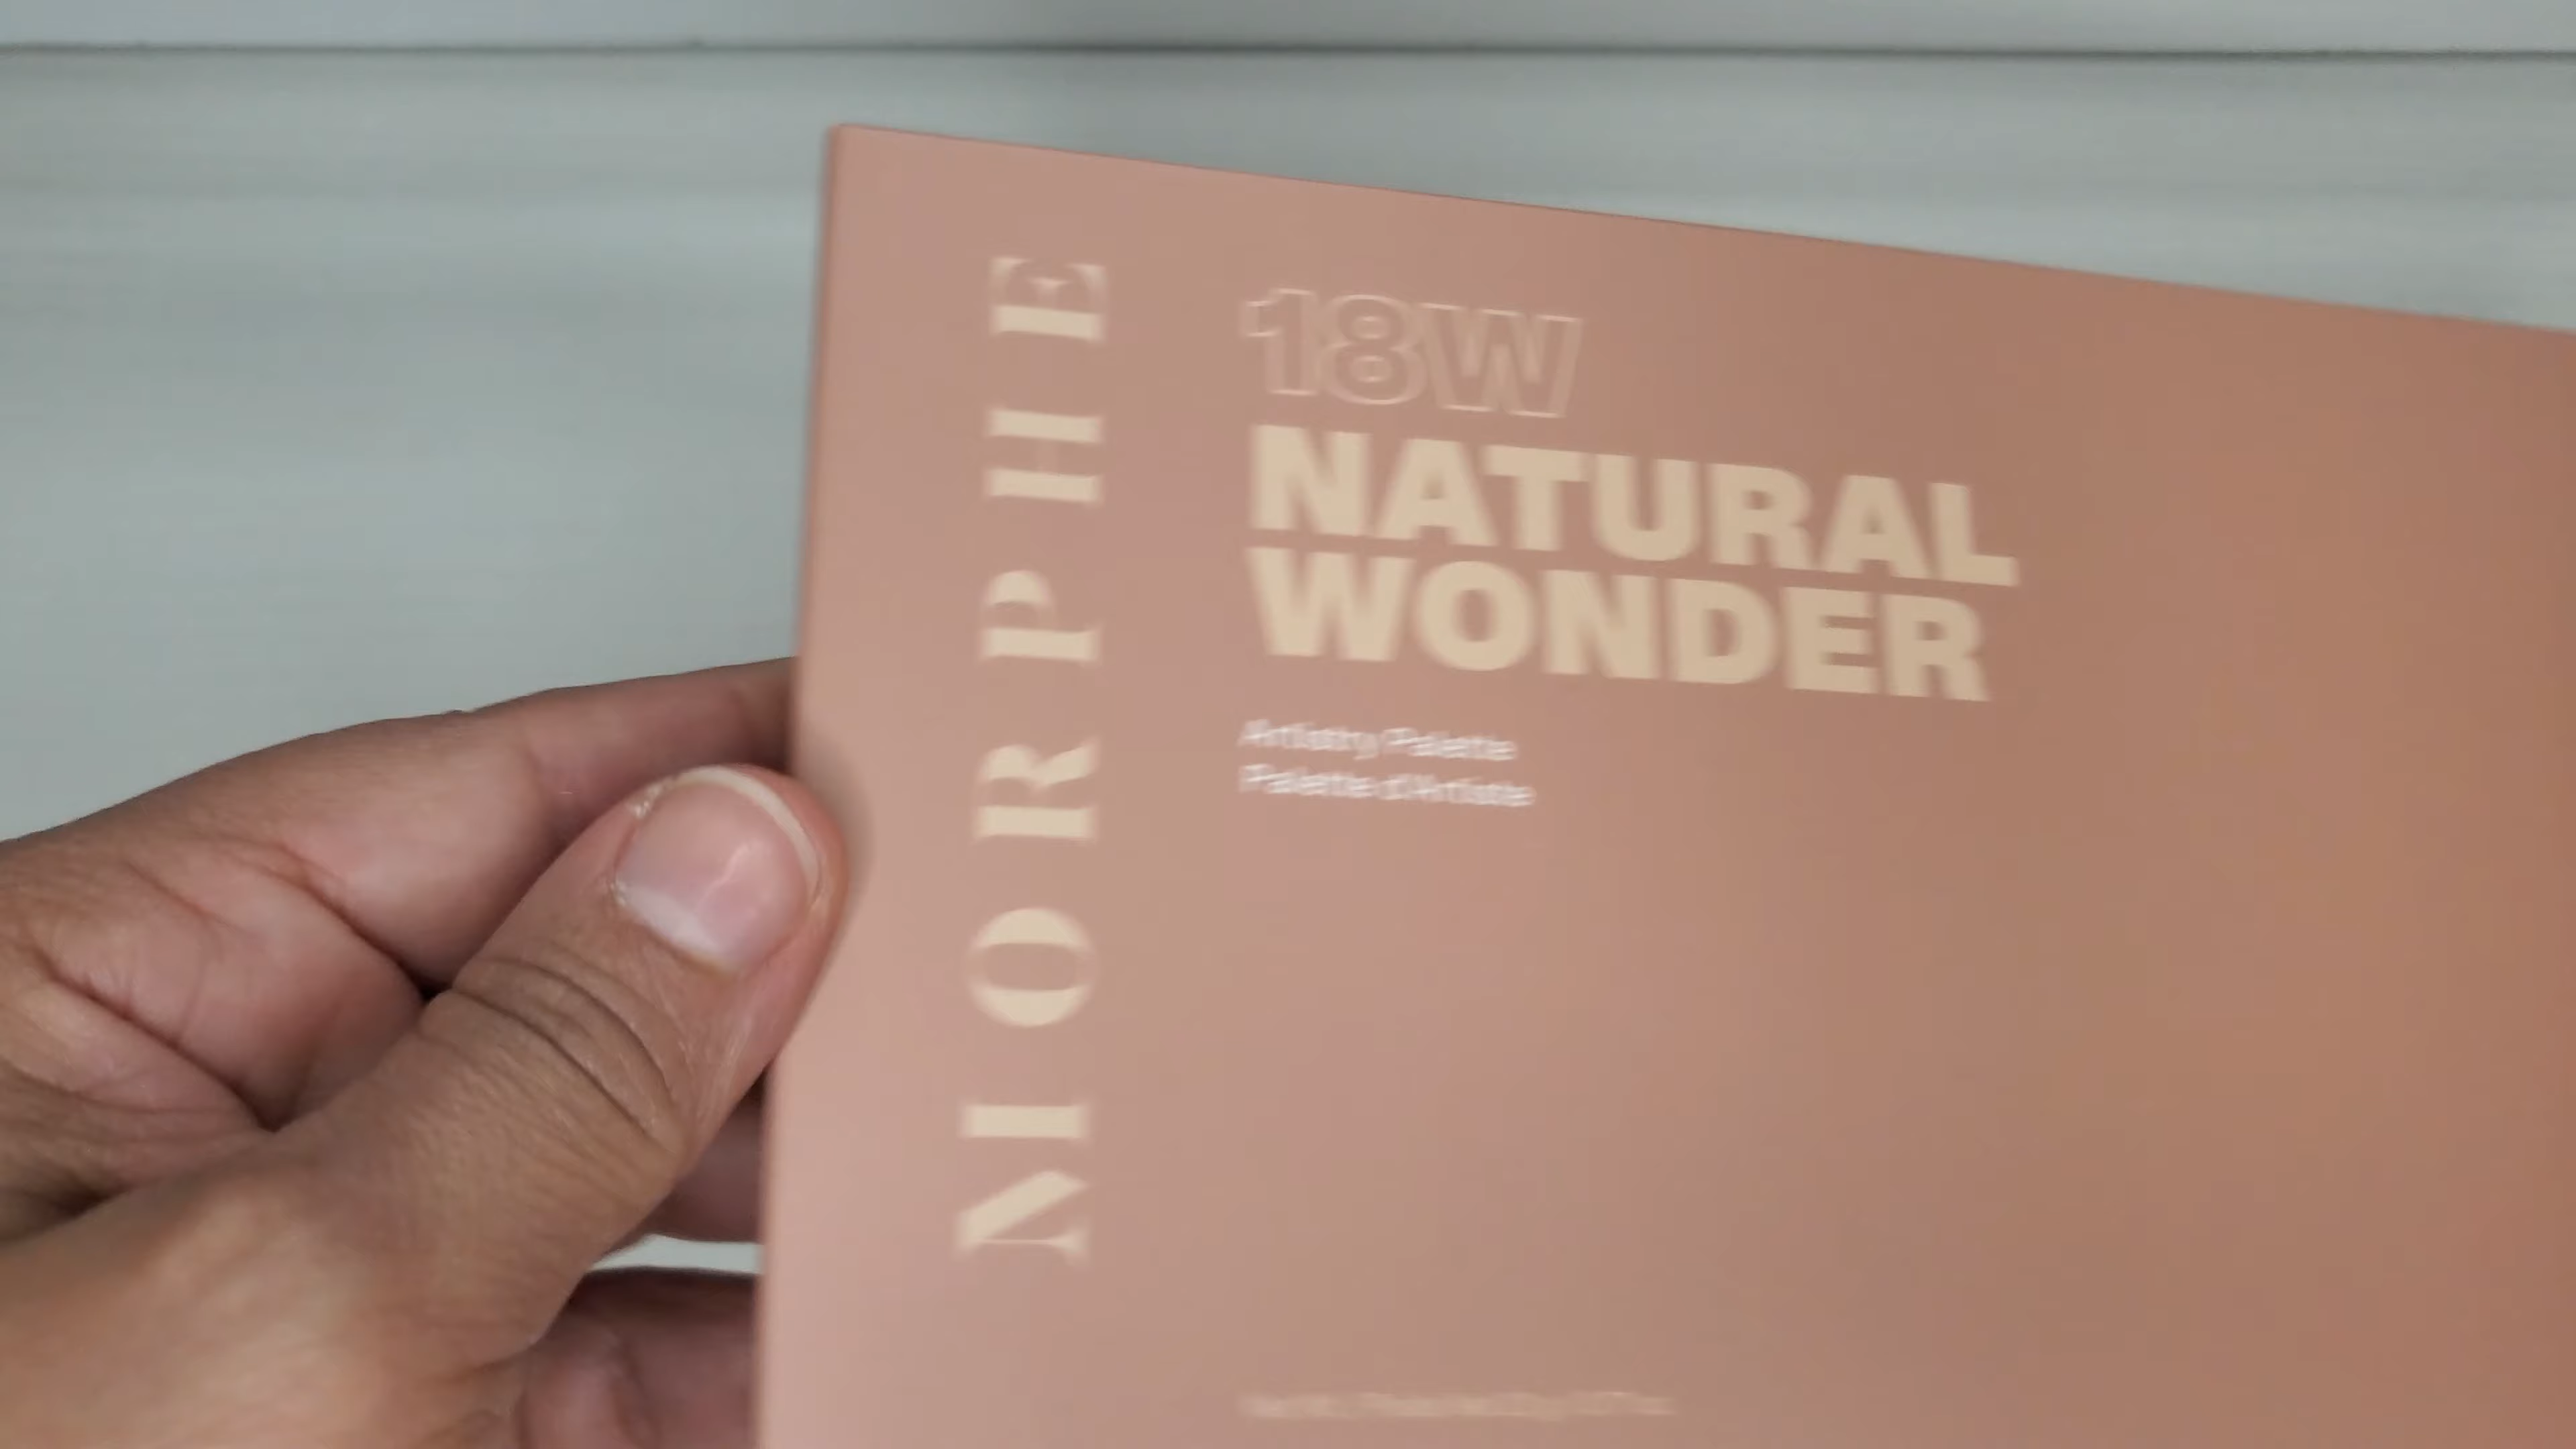 MORPHE
18W
NATURAL
WONDER
Artistry Palette
Palette d'Artiste